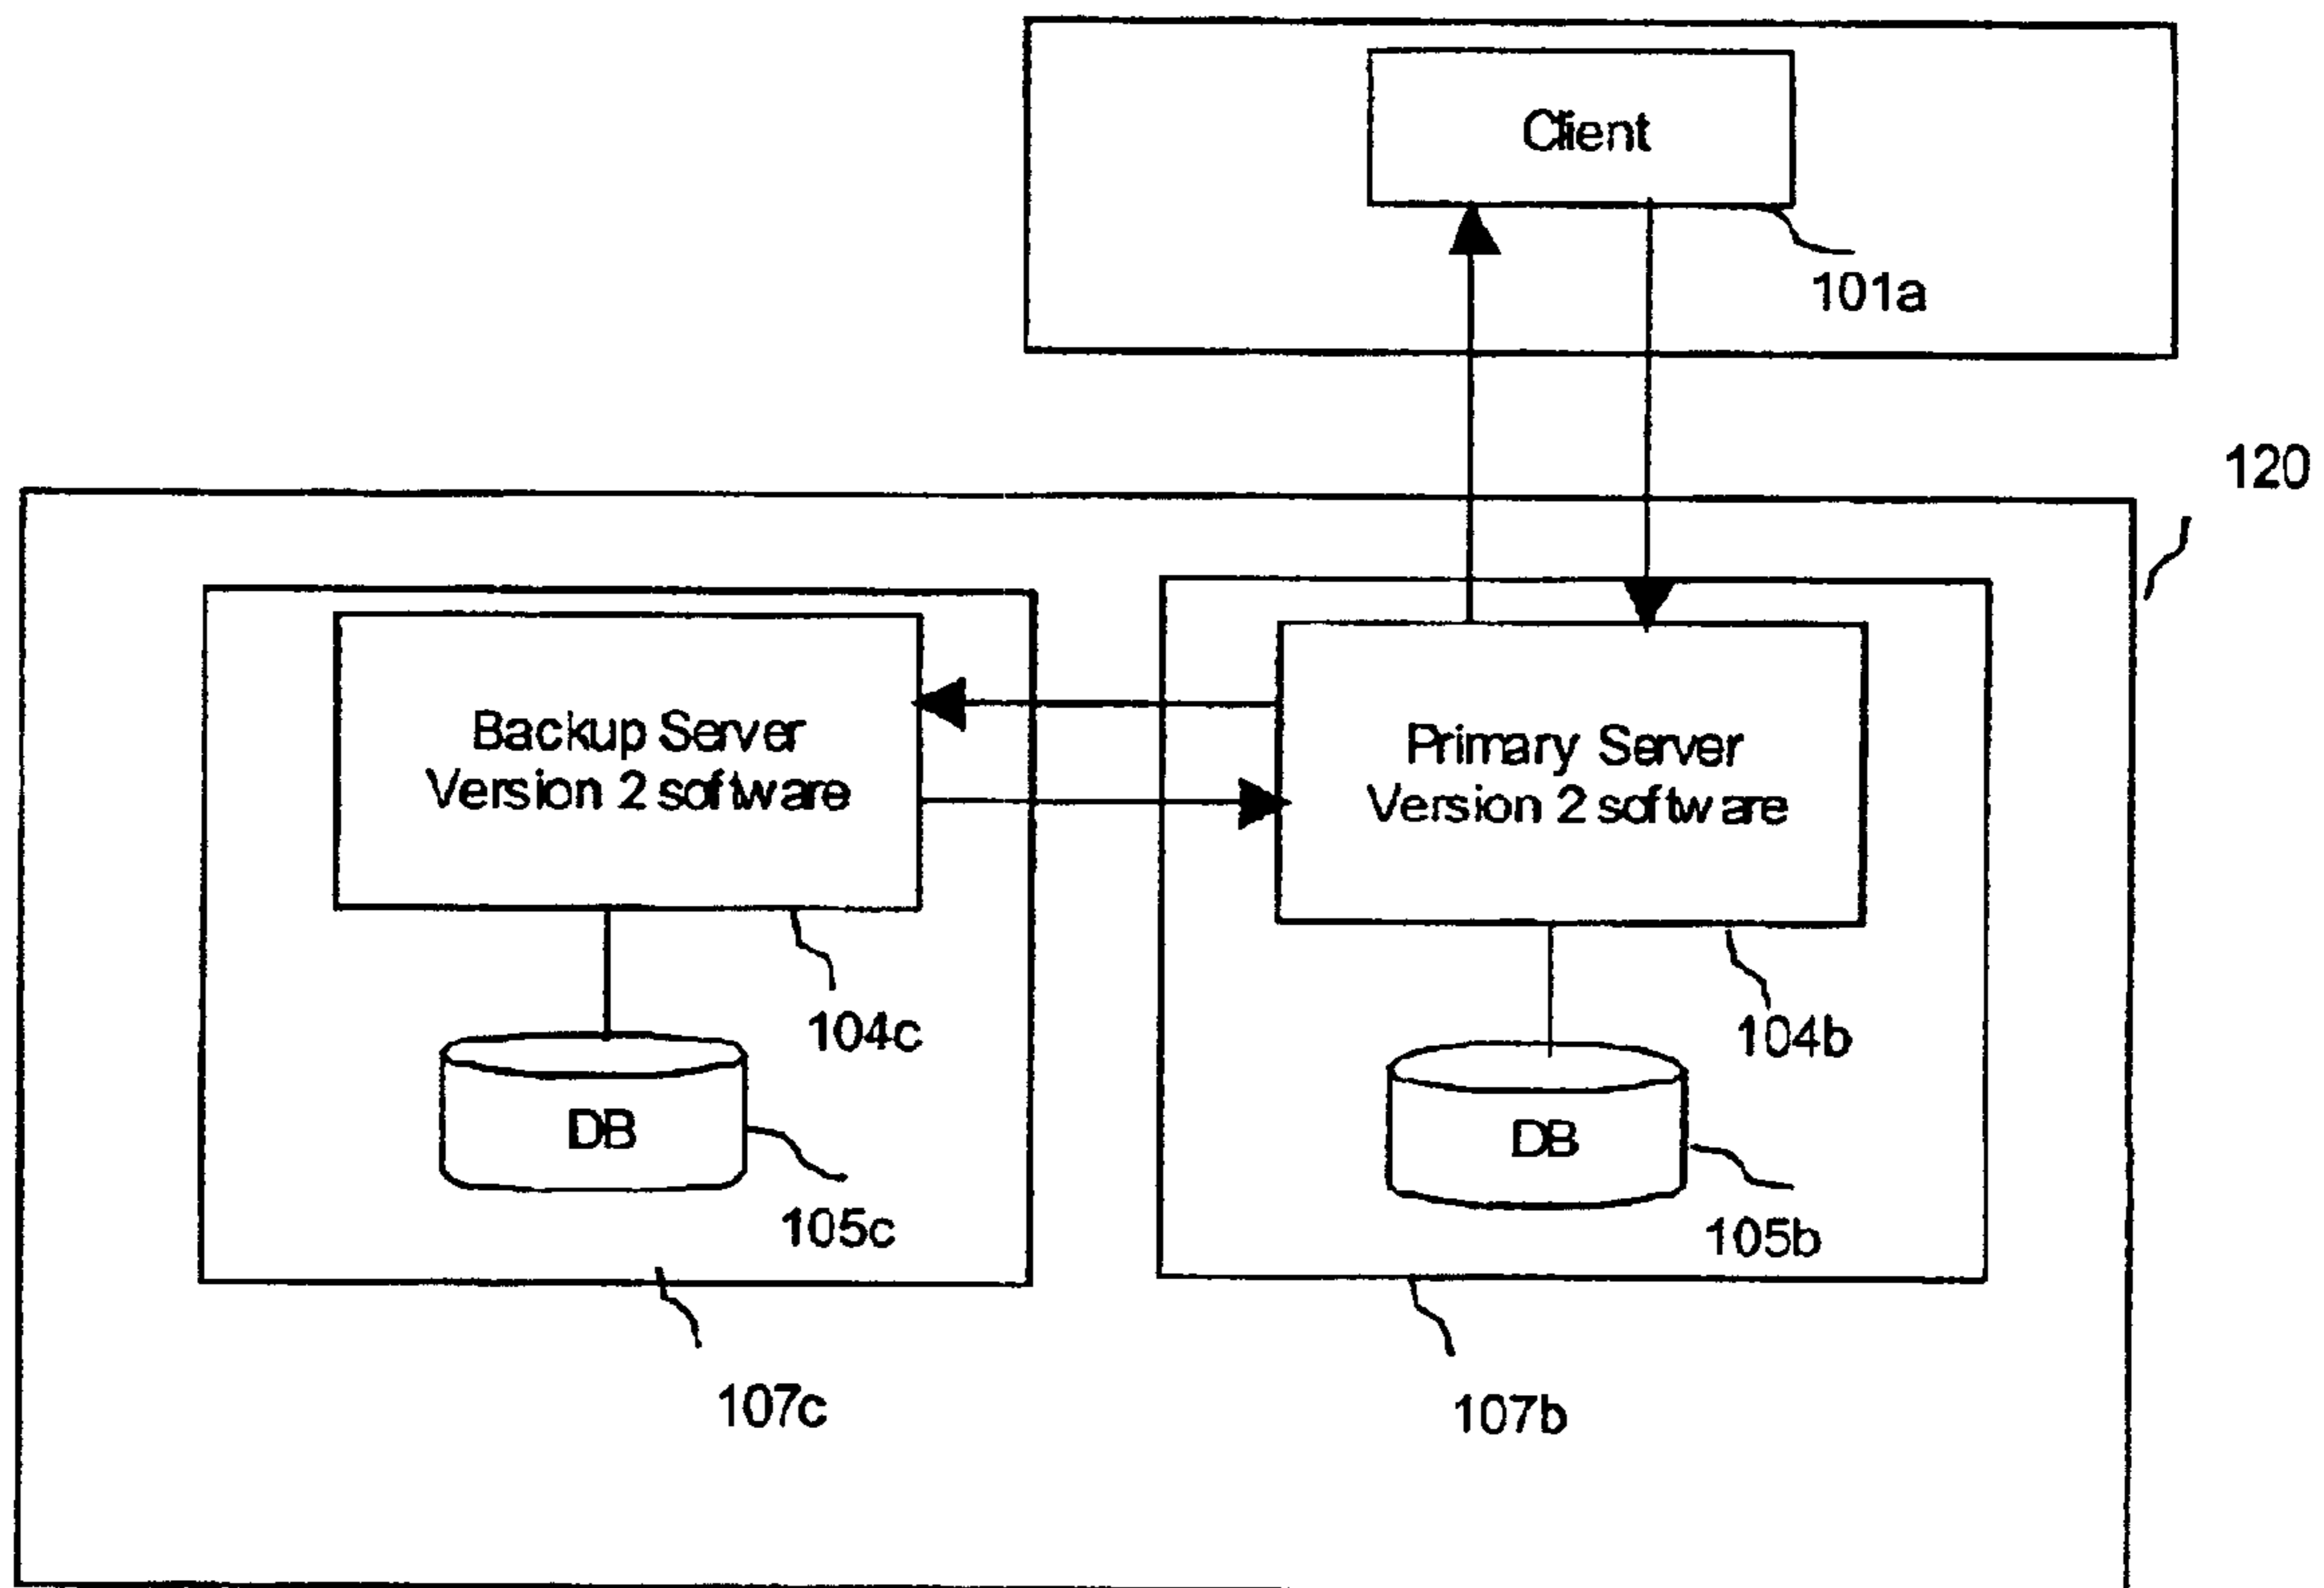 Client
101a
120
Backup Server
Version 2 software
Primary Server
Version 2 software
104c
104b
DB
DB
105c
105b
107c
107b